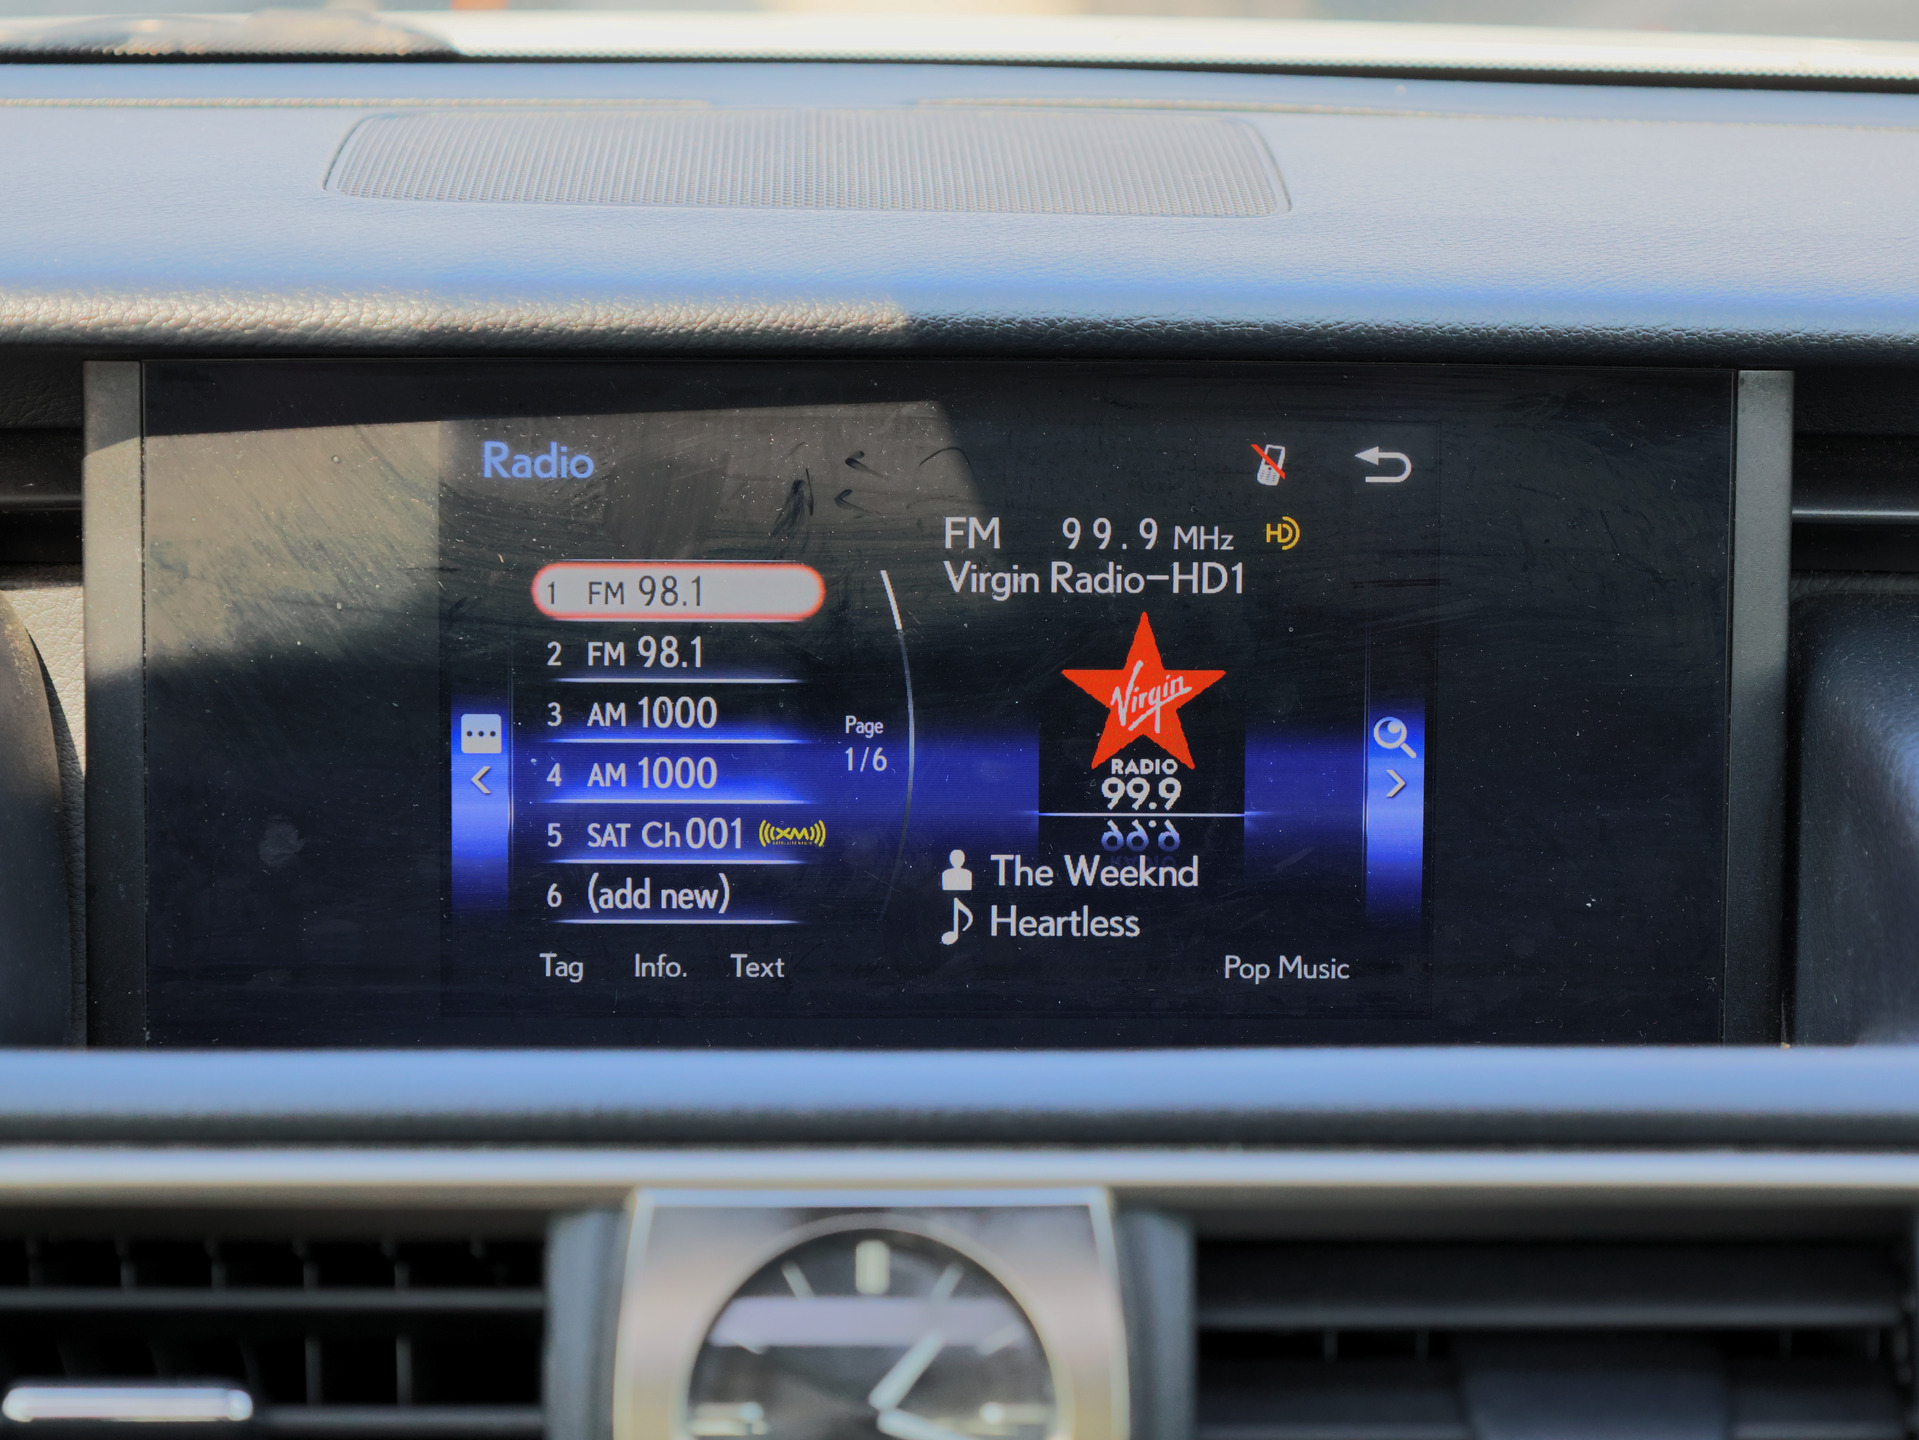 Radio
FM 99.9 MHz HD
Virgin Radio-HD1
1 FM 98.1
2 FM 98.1
3 AM 1000
4 AM 1000
5 SAT Ch 001 ((XM))
6 (add new)
Page
1/6
Virgin
RADIO
99.9
The Weeknd
Heartless
Tag Info. Text
Pop Music